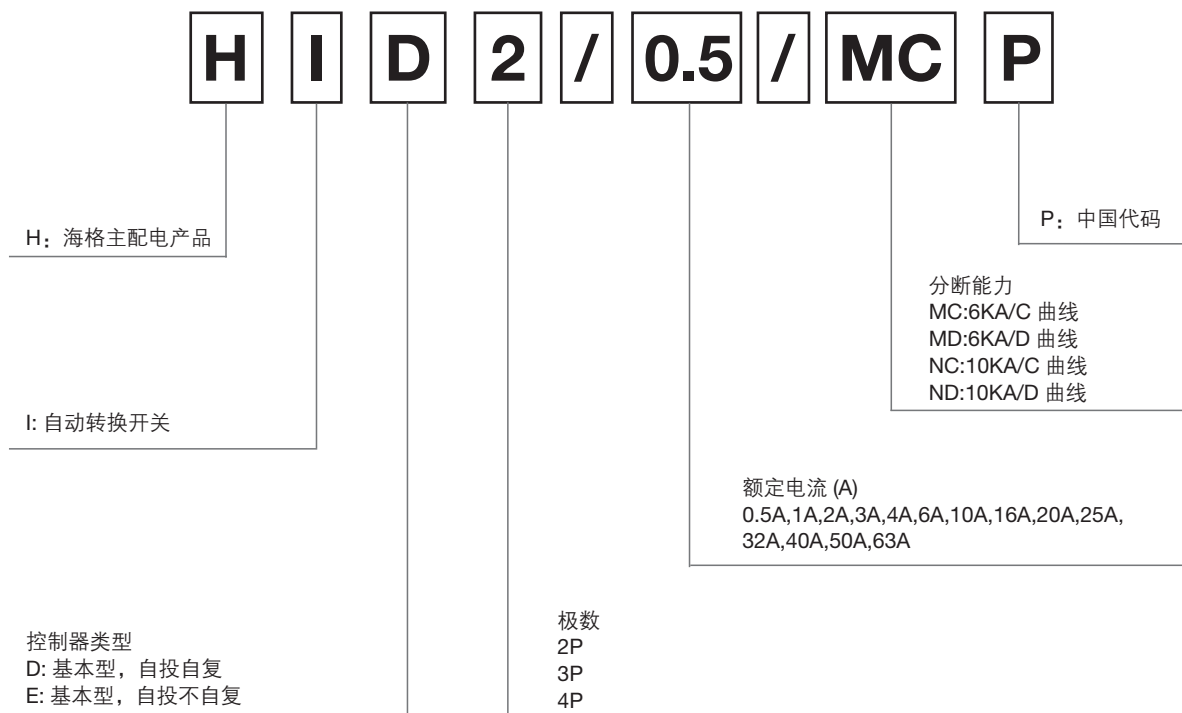 H I D 2 / 0.5 / MC P
H：海格主配电产品
P：中国代码
分断能力
MC:6KA/C 曲线
MD:6KA/D 曲线
NC:10KA/C 曲线
ND:10KA/D 曲线
I: 自动转换开关
额定电流 (A)
0.5A,1A,2A,3A,4A,6A,10A,16A,20A,25A,
32A,40A,50A,63A
控制器类型
D: 基本型，自投自复
E: 基本型，自投不自复
极数
2P
3P
4P